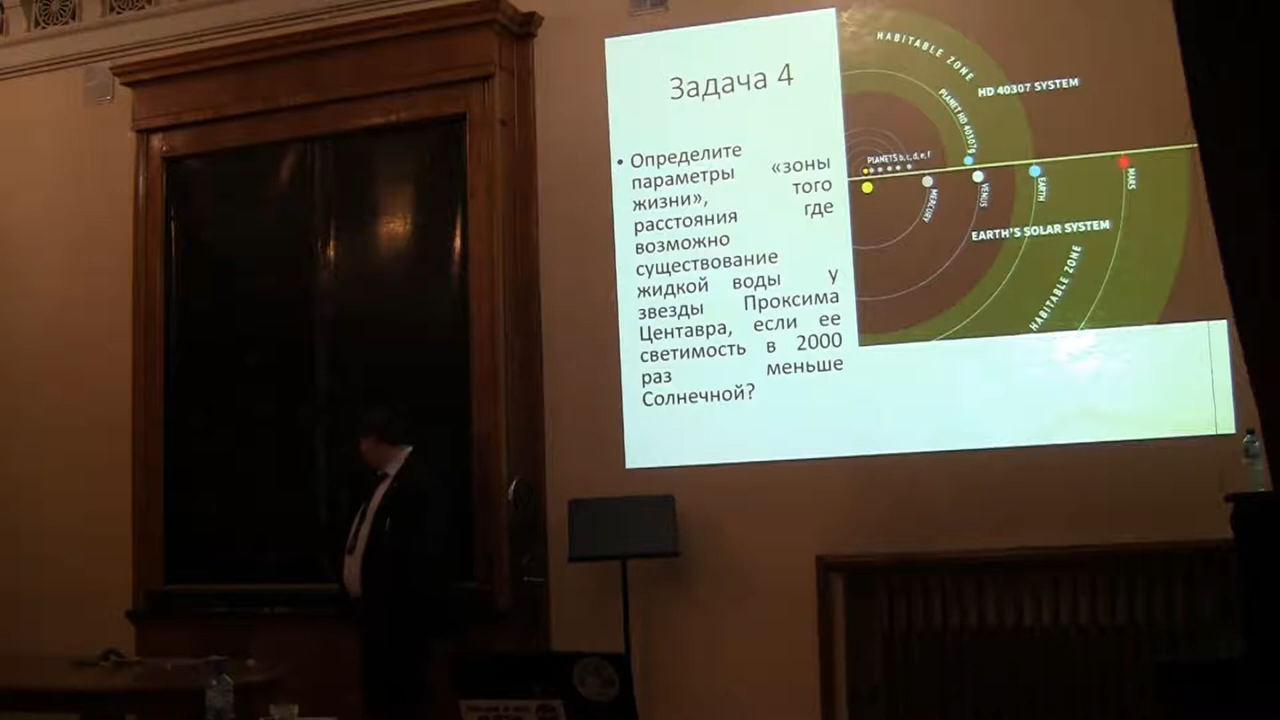 Задача 4
• Определите
параметры «зоны
жизни», того
расстояния где
возможно
существование
жидкой воды у
звезды Проксима
Центавра, если ее
светимость в 2000
раз меньше
Солнечной?
HABITABLE ZONE
HD 40307 SYSTEM
PLANET HD 40307g
PLANETS b, c, d, e, f
MERCURY
VENUS
EARTH
MARS
EARTH'S SOLAR SYSTEM
HABITABLE ZONE